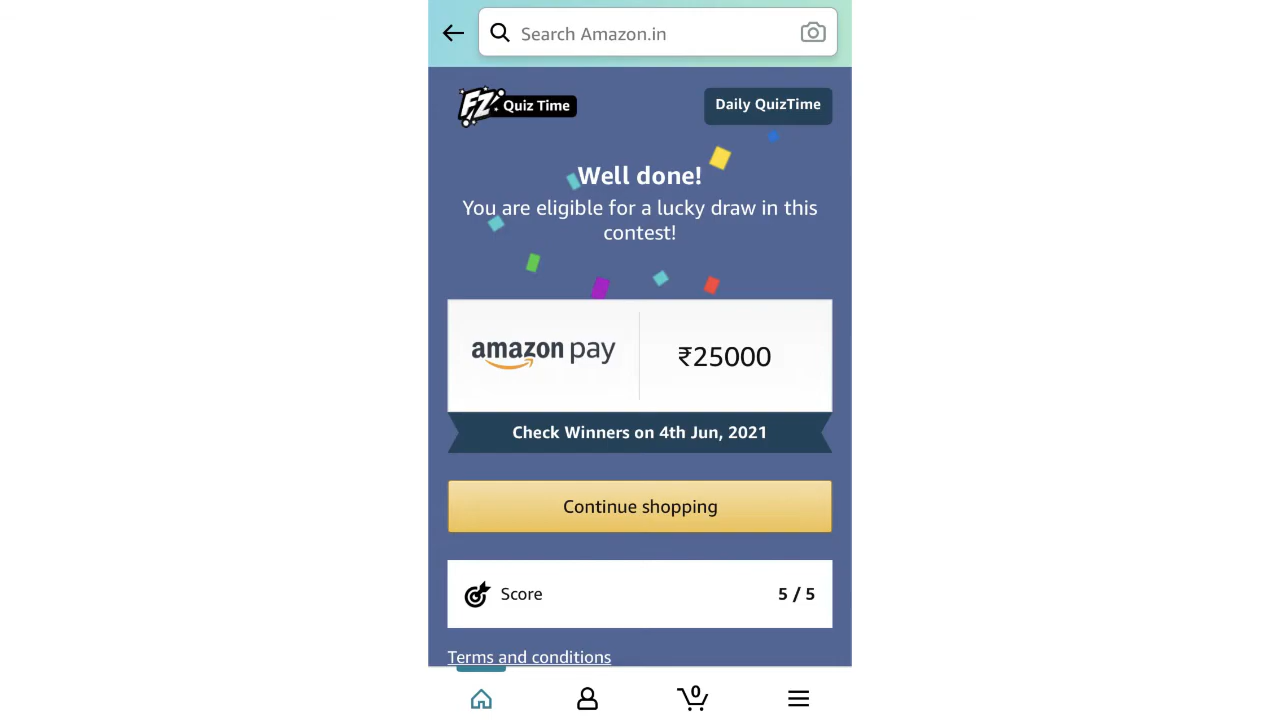 Search Amazon.in
FZ. Quiz Time
Daily QuizTime
Well done!
You are eligible for a lucky draw in this
contest!
amazon pay
₹25000
Check Winners on 4th Jun, 2021
Continue shopping
Score
5 / 5
Terms and conditions
0